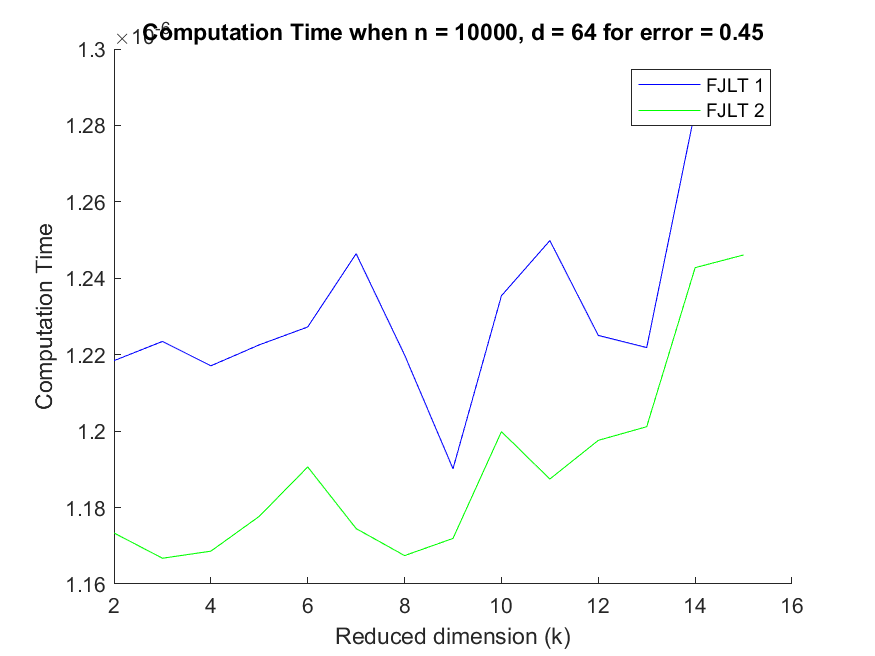 ×10-6
Computation Time when n = 10000, d = 64 for error = 0.45
1.3
1.28
1.26
1.24
1.22
1.2
1.18
1.16
Computation Time
FJLT 1
FJLT 2
2 4 6 8 10 12 14 16
Reduced dimension (k)